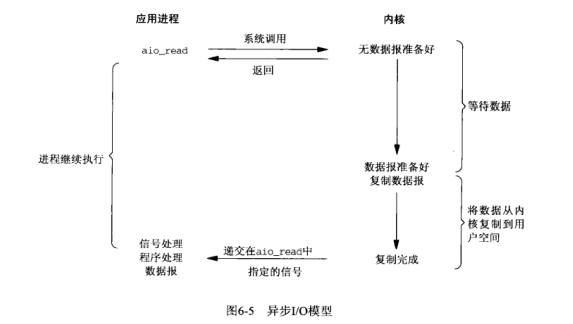 应用进程
内核
系统调用
aio_read
无数据报准备好
返回
等待数据
进程继续执行
数据报准备好
复制数据报
将数据从内
核复制到用
户空间
信号处理
程序处理
数据报
递交在aio_read中
指定的信号
复制完成
图6-5 异步I/O模型